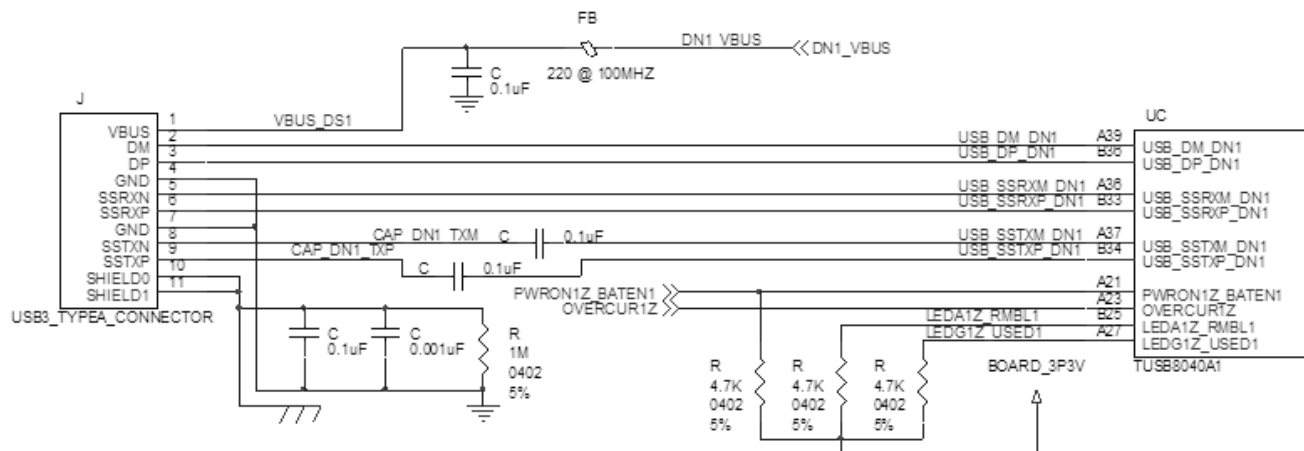 FB
DN1_VBUS
DN1_VBUS
C
0.1uF
220 @ 100MHZ
J
UC
1
VBUS_DS1
VBUS
2
USB_DM_DN1
A39
DM
3
USB_DM_DN1
USB_DP_DN1
B36
DP
4
USB_DP_DN1
GND
5
SSRXN
6
USB_SSRXM_DN1
A36
USB_SSRXM_DN1
SSRXP
7
USB_SSRXP_DN1
B33
USB_SSRXP_DN1
GND
8
CAP_DN1_TXM
C
0.1uF
USB_SSTXM_DN1
A37
SSTXN
9
CAP_DN1_TXP
USB_SSTXP_DN1
B34
USB_SSTXM_DN1
SSTXP
10
C
0.1uF
USB_SSTXP_DN1
SHIELD0
11
SHIELD1
A21
PWRON1Z_BATEN1
PWRON1Z_BATEN1
OVERCUR1Z
A23
OVERCUR1Z
USB3_TYPEA_CONNECTOR
LEDA1Z_RMBL1
B25
LEDA1Z_RMBL1
LEDG1Z_USED1
A27
LEDG1Z_USED1
C
0.1uF
C
0.001uF
R
1M
0402
5%
R
4.7K
0402
5%
R
4.7K
0402
5%
R
4.7K
0402
5%
BOARD_3P3V
TUSB8040A1